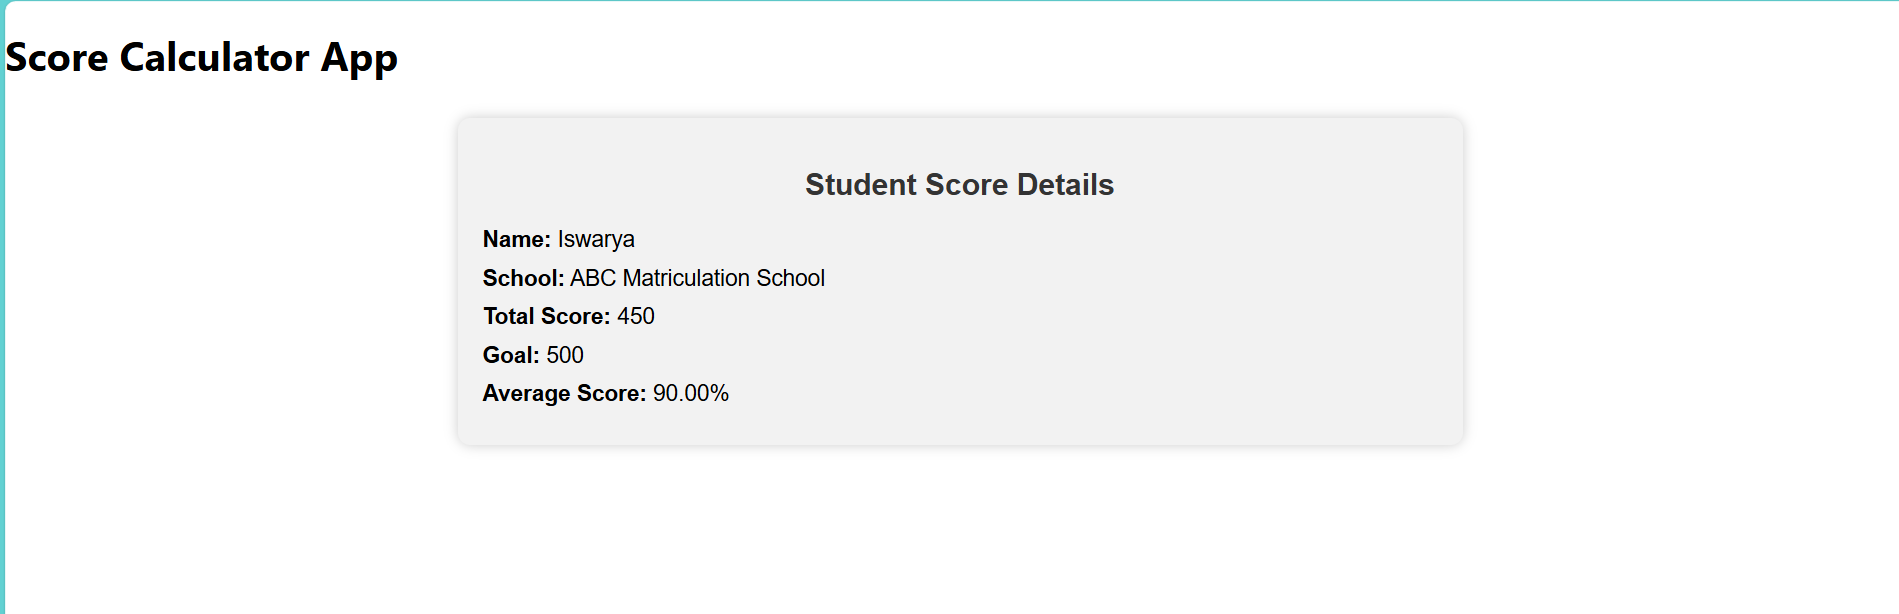 Score Calculator App
Student Score Details
Name: Iswarya
School: ABC Matriculation School
Total Score: 450
Goal: 500
Average Score: 90.00%